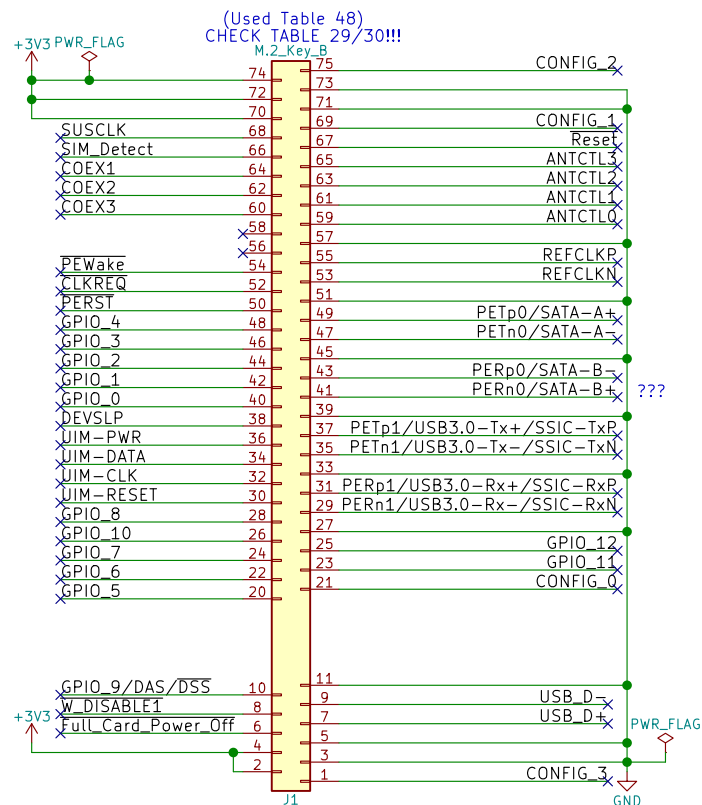 (Used Table 48)
CHECK TABLE 29/30!!!
M.2_Key_B
+3V3
PWR_FLAG
74
72
70
SUSCLK 68
SIM_Detect 66
COEX1 64
COEX2 62
COEX3 60
58
56
PEWake 54
CLKREQ 52
PERST 50
GPIO_4 48
GPIO_3 46
GPIO_2 44
GPIO_1 42
GPIO_0 40
DEVSLP 38
UIM-PWR 36
UIM-DATA 34
UIM-CLK 32
UIM-RESET 30
GPIO_8 28
GPIO_10 26
GPIO_7 24
GPIO_6 22
GPIO_5 20
GPIO_9/DAS/DSS 10
W_DISABLE1 8
Full_Card_Power_Off 6
+3V3
4
2
75 CONFIG_2
73
71
69 CONFIG_1
67 Reset
65 ANTCTL3
63 ANTCTL2
61 ANTCTL1
59 ANTCTL0
57
55 REFCLKP
53 REFCLKN
51
49 PETp0/SATA-A+
47 PETn0/SATA-A-
45
43 PERp0/SATA-B-
41 PERn0/SATA-B+
???
39
37 PETp1/USB3.0-Tx+/SSIC-TxP
35 PETn1/USB3.0-Tx-/SSIC-TxN
33
31 PERp1/USB3.0-Rx+/SSIC-RxP
29 PERn1/USB3.0-Rx-/SSIC-RxN
27
25 GPIO_12
23 GPIO_11
21 CONFIG_0
11
9 USB_D-
7 USB_D+
5
3
1 CONFIG_3
PWR_FLAG
GND
J1